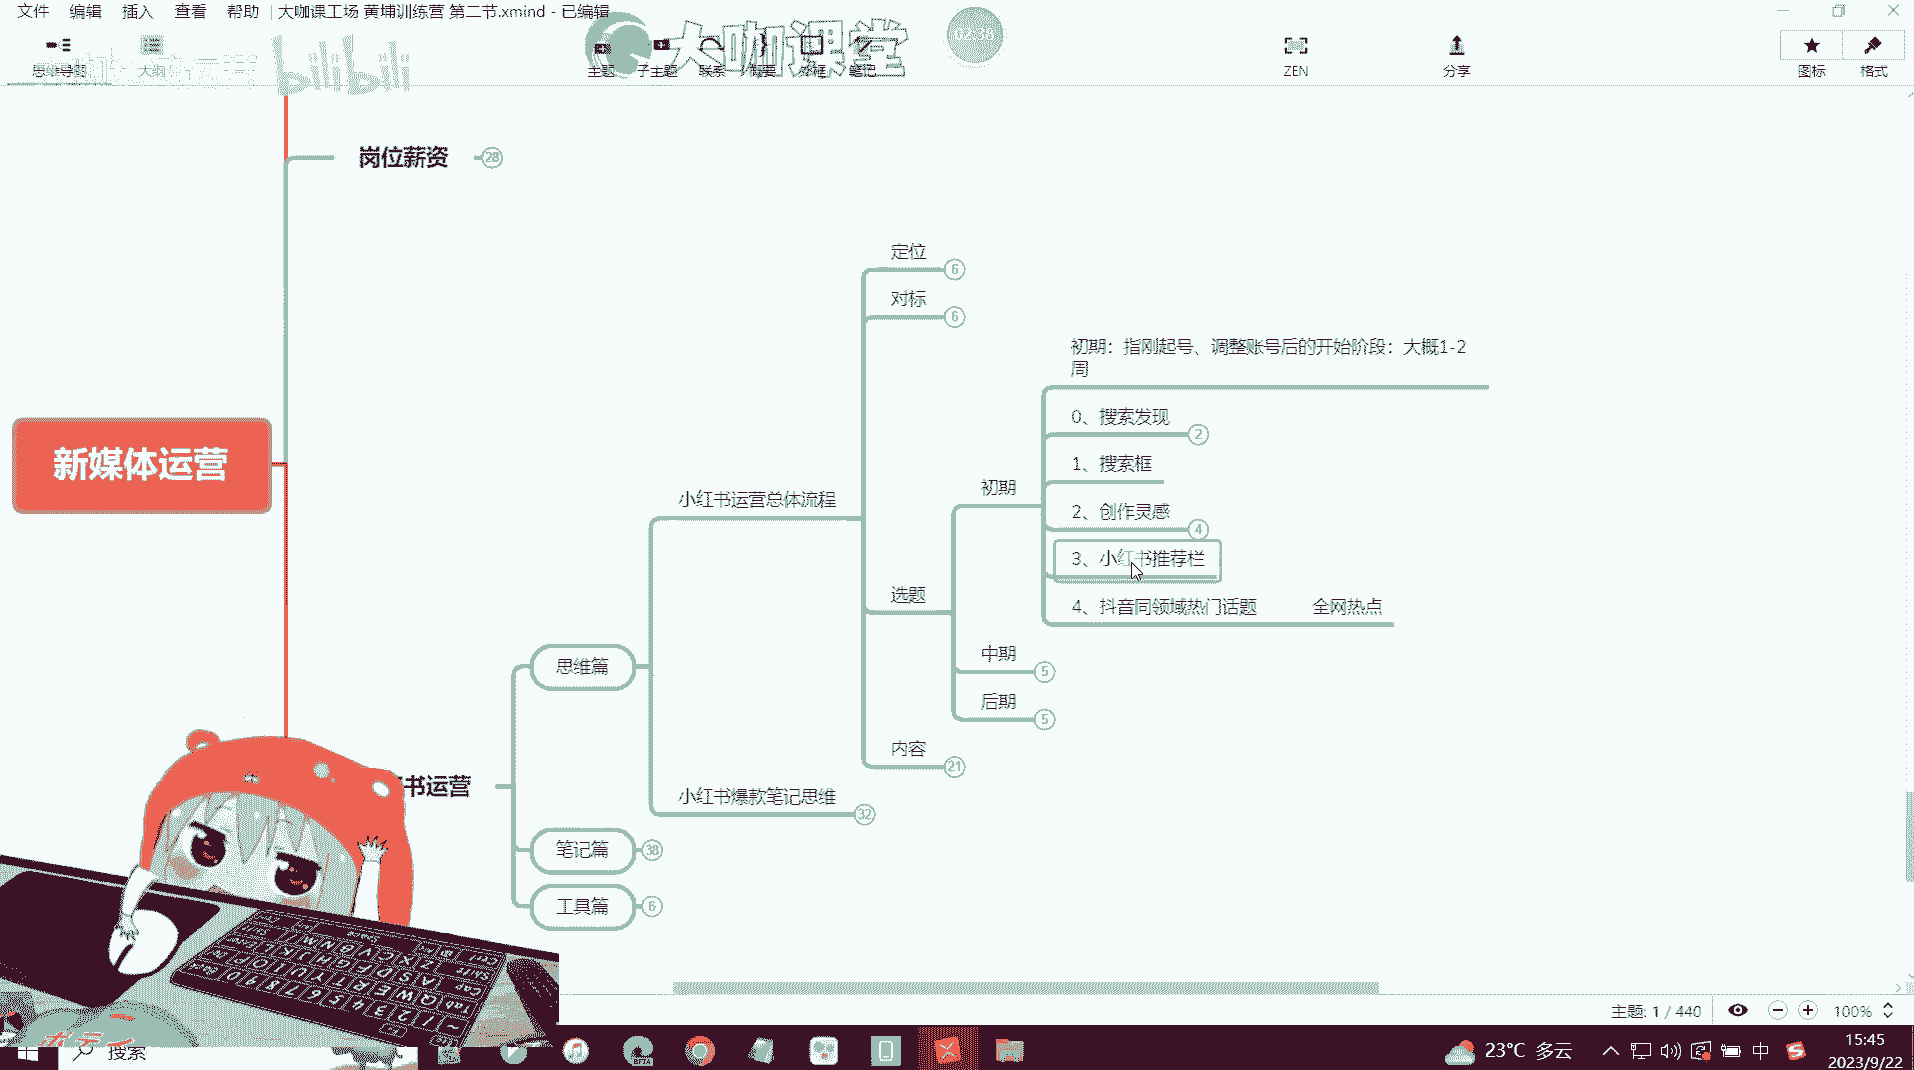 文件 编辑 插入 查看 帮助 大咖课工场 黄埔训练营 第二节.xmind - 已编辑
大咖课堂
02:38
bilibili
思维导图 大纲 主题 子主题 联系 概要 外框 笔记 ZEN 分享 图标 格式
岗位薪资 28
定位 6
对标 6
初期：指刚起号、调整账号后的开始阶段：大概1-2
周
0、搜索发现 2
1、搜索框
新媒体运营
初期
小红书运营总体流程
2、创作灵感 4
3、小红书推荐栏
选题
4、抖音同领域热门话题 全网热点
中期 5
思维篇
后期 5
内容 21
书运营
小红书爆款笔记思维 32
笔记篇 38
工具篇 6
主题: 1 / 440 100%
搜索
BETA
23°C 多云
中
15:45
2023/9/22